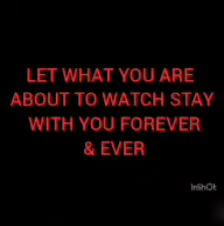 LET WHAT YOU ARE
ABOUT TO WATCH STAY
WITH YOU FOREVER
& EVER
InShOt